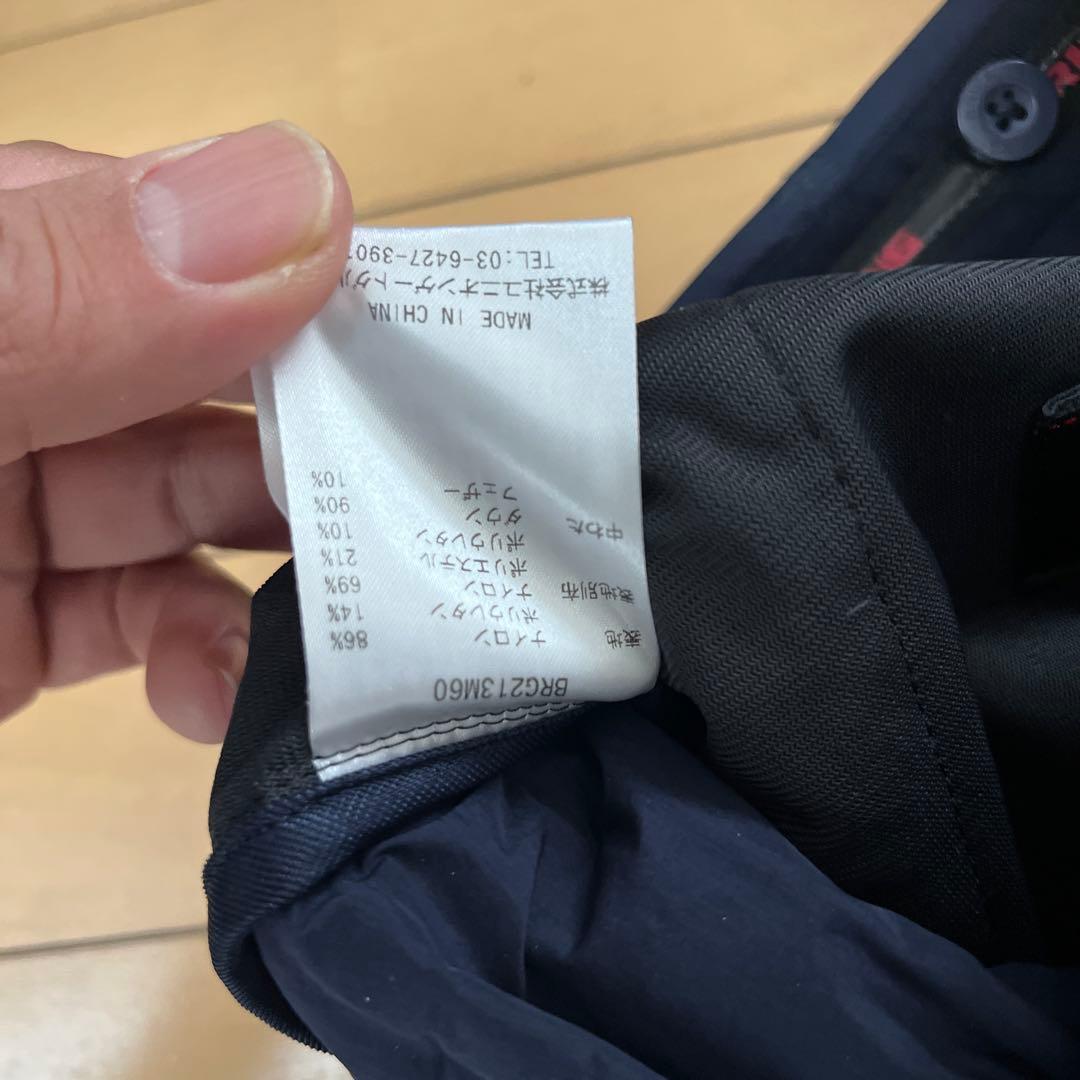 BRG213M60
表地 ナイロン 86%
ポリウレタン 14%
表地別布 ナイロン 69%
ポリエステル 21%
ポリウレタン 10%
中わた ダウン 90%
フェザー 10%
MADE IN CHINA
株式会社ユニオンゲートグル
TEL:03-6427-390